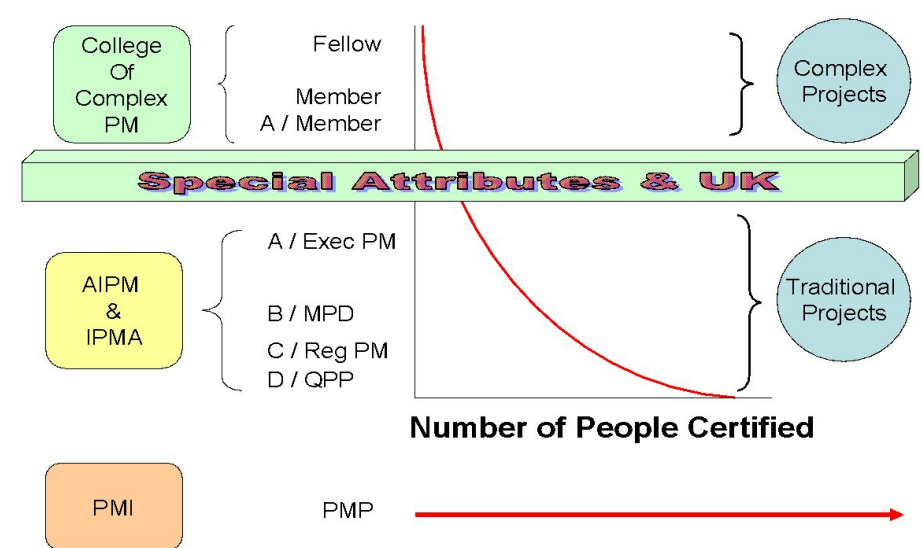 College
Of
Complex
PM
Fellow
Member
A / Member
Complex
Projects
Special Attributes & UK
AIPM
&
IPMA
A / Exec PM
B / MPD
C / Reg PM
D / QPP
Traditional
Projects
Number of People Certified
PMI
PMP